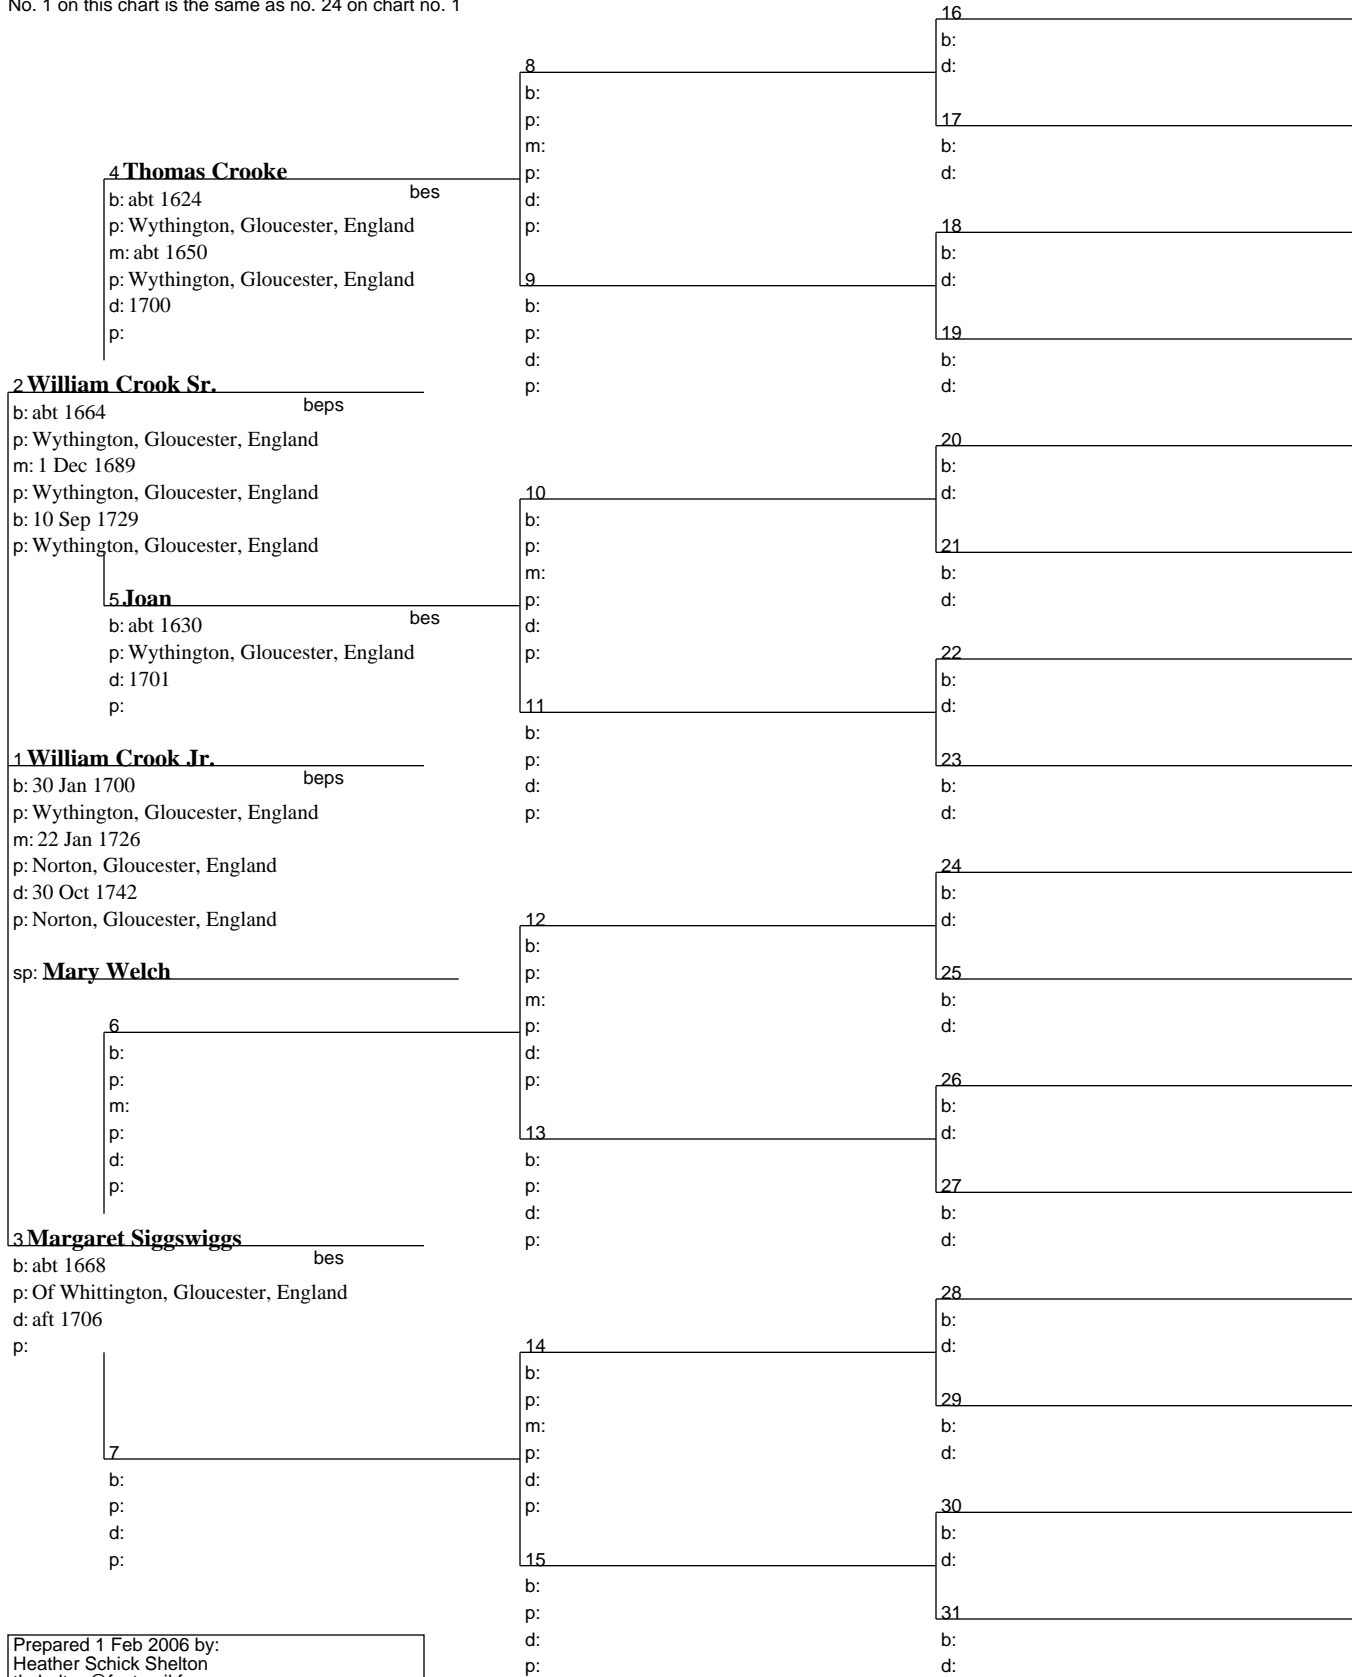 No. 1 on this chart is the same as no. 24 on chart no. 1
4 Thomas Crooke
bes
b: abt 1624
p: Wythington, Gloucester, England
m: abt 1650
p: Wythington, Gloucester, England
d: 1700
p:
2 William Crook Sr.
beps
b: abt 1664
p: Wythington, Gloucester, England
m: 1 Dec 1689
p: Wythington, Gloucester, England
b: 10 Sep 1729
p: Wythington, Gloucester, England
5 Joan
bes
b: abt 1630
p: Wythington, Gloucester, England
d: 1701
p:
1 William Crook Jr.
beps
b: 30 Jan 1700
p: Wythington, Gloucester, England
m: 22 Jan 1726
p: Norton, Gloucester, England
d: 30 Oct 1742
p: Norton, Gloucester, England
sp: Mary Welch
6
b:
p:
m:
p:
d:
p:
3 Margaret Siggswiggs
bes
b: abt 1668
p: Of Whittington, Gloucester, England
d: aft 1706
p:
7
b:
p:
d:
p:
Prepared 1 Feb 2006 by:
Heather Schick Shelton
8
b:
p:
m:
p:
d:
p:
9
b:
p:
d:
p:
10
b:
p:
m:
p:
d:
p:
11
b:
p:
d:
p:
12
b:
p:
m:
p:
d:
p:
13
b:
p:
d:
p:
14
b:
p:
m:
p:
d:
p:
15
b:
p:
d:
p:
16
b:
d:
17
b:
d:
18
b:
d:
19
b:
d:
20
b:
d:
21
b:
d:
22
b:
d:
23
b:
d:
24
b:
d:
25
b:
d:
26
b:
d:
27
b:
d:
28
b:
d:
29
b:
d:
30
b:
d:
31
b:
d: